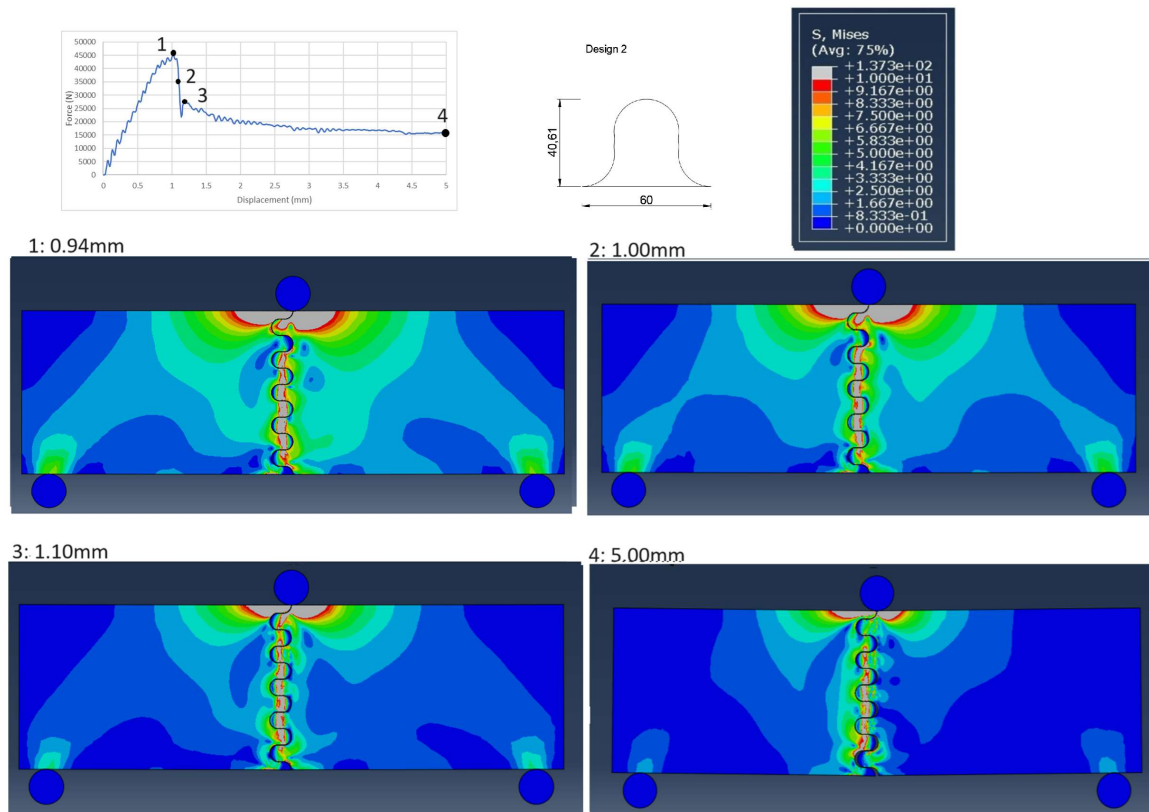 50000
45000
40000
35000
30000
25000
20000
15000
10000
5000
0
Force (N)
1
2
3
4
0 0.5 1 1.5 2 2.5 3 3.5 4 4.5 5
Displacement (mm)
Design 2
40,61
60
S, Mises
(Avg: 75%)
+1.373e+02
+1.000e+01
+9.167e+00
+8.333e+00
+7.500e+00
+6.667e+00
+5.833e+00
+5.000e+00
+4.167e+00
+3.333e+00
+2.500e+00
+1.667e+00
+8.333e-01
+0.000e+00
1: 0.94mm
2: 1.00mm
3: 1.10mm
4: 5.00mm